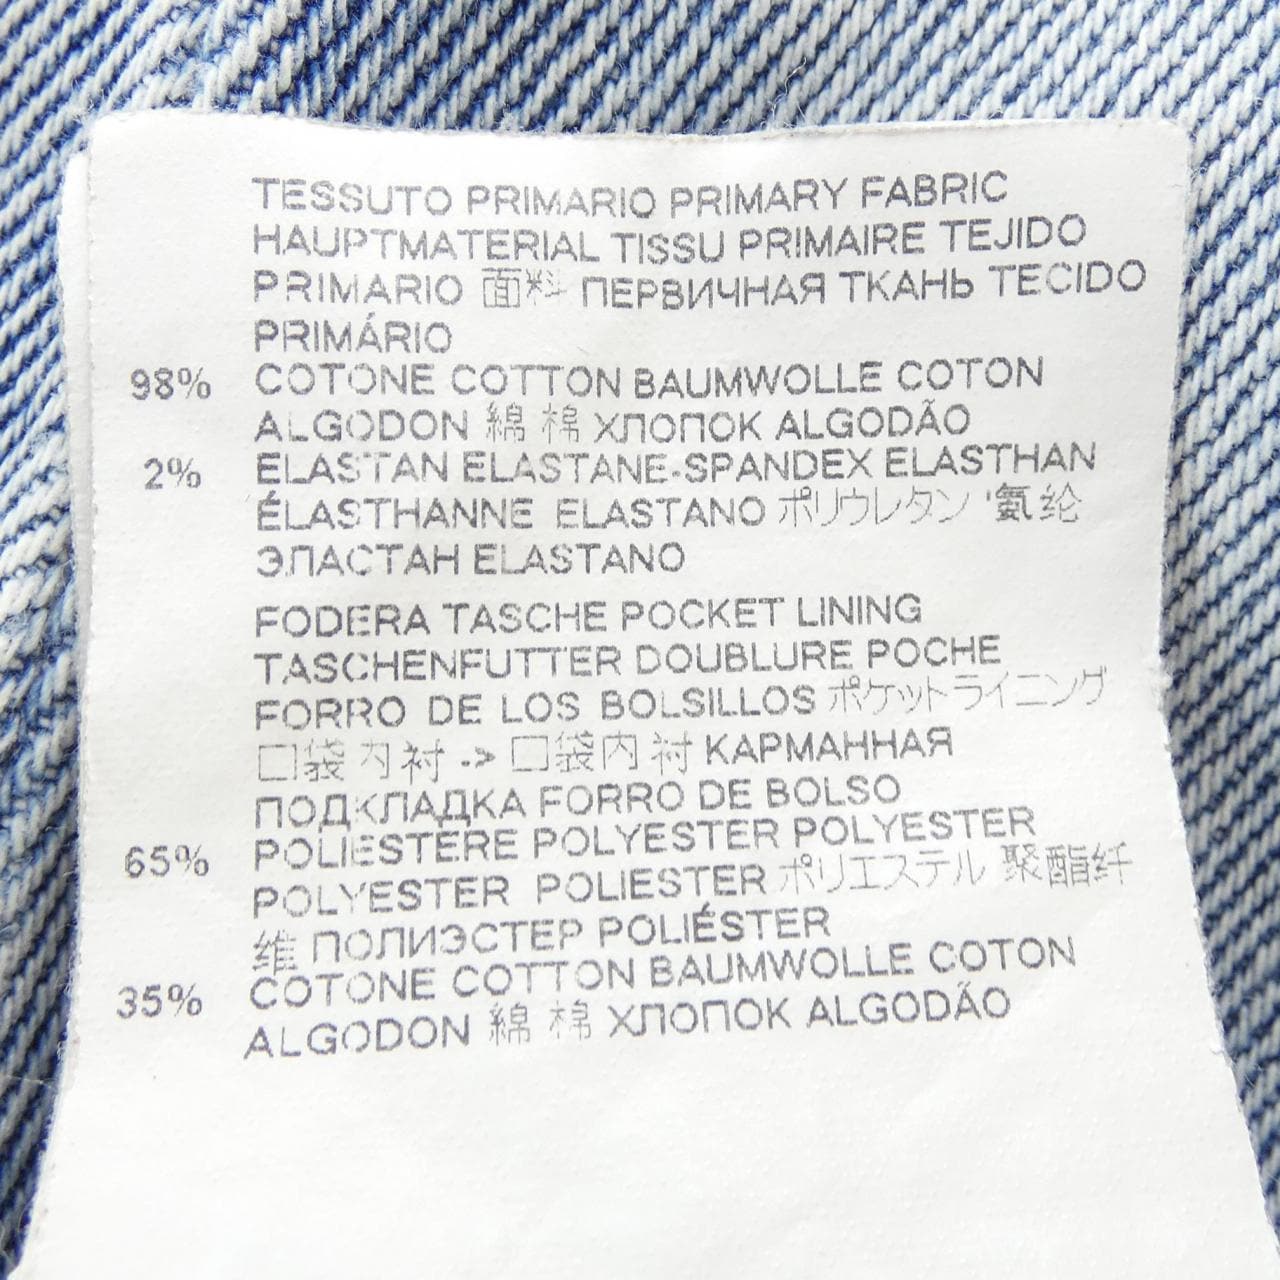 TESSUTO PRIMARIO PRIMARY FABRIC
HAUPTMATERIAL TISSU PRIMAIRE TEJIDO
PRIMARIO 面料 ПЕРВИЧНАЯ ТКАНЬ TECIDO
PRIMÁRIO
98% COTONE COTTON BAUMWOLLE COTON
ALGODON 綿 棉 ХЛОПОК ALGODÃO
2% ELASTAN ELASTANE-SPANDEX ELASTHAN
ÉLASTHANNE ELASTANO ポリウレタン '氨纶
ЭЛАСТАН ELASTANO
FODERA TASCHE POCKET LINING
TASCHENFUTTER DOUBLURE POCHE
FORRO DE LOS BOLSILLOS ポケットライニング
口袋内衬 -> 口袋内衬 КАРМАННАЯ
ПОДКЛАДКА FORRO DE BOLSO
65% POLIESTERE POLYESTER POLYESTER
POLYESTER POLIESTER ポリエステル 聚酯纤
维 ПОЛИЭСТЕР POLIÉSTER
35% COTONE COTTON BAUMWOLLE COTON
ALGODON 綿 棉 ХЛОПОК ALGODÃO